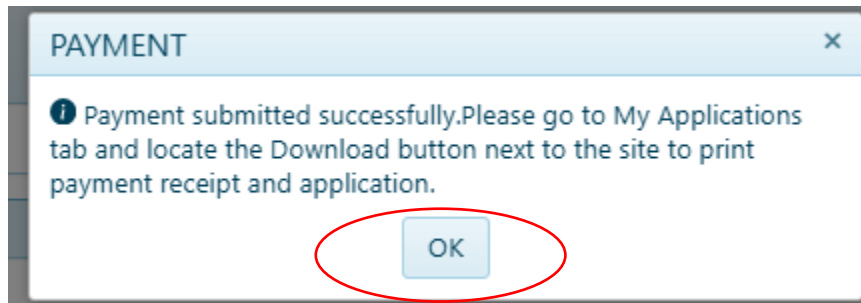 PAYMENT ×
Payment submitted successfully.Please go to My Applications
tab and locate the Download button next to the site to print
payment receipt and application.
OK